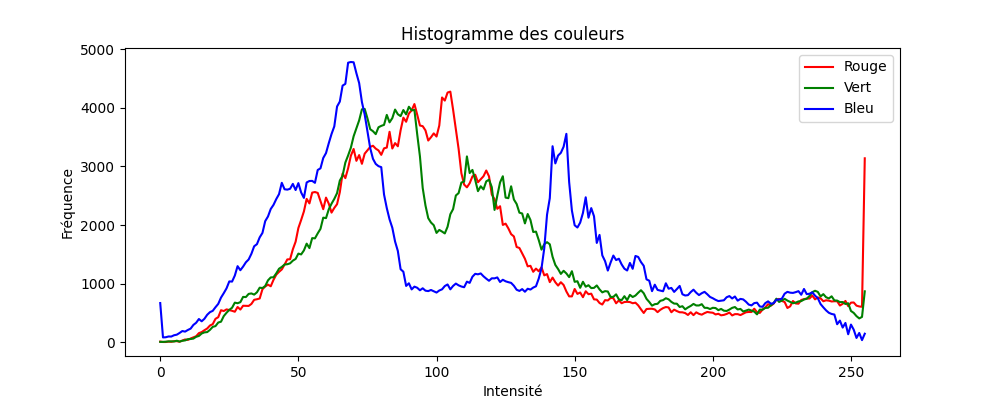 Histogramme des couleurs
5000
4000
3000
2000
1000
0
Fréquence
Rouge
Vert
Bleu
0 50 100 150 200 250
Intensité